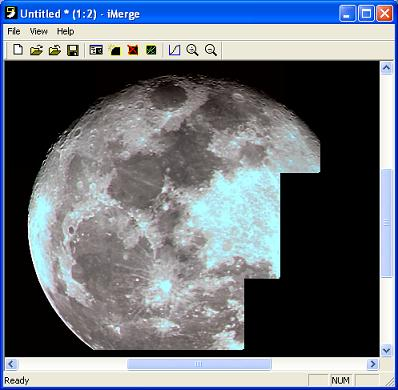 Untitled * (1:2) - iMerge
File View Help
Ready NUM